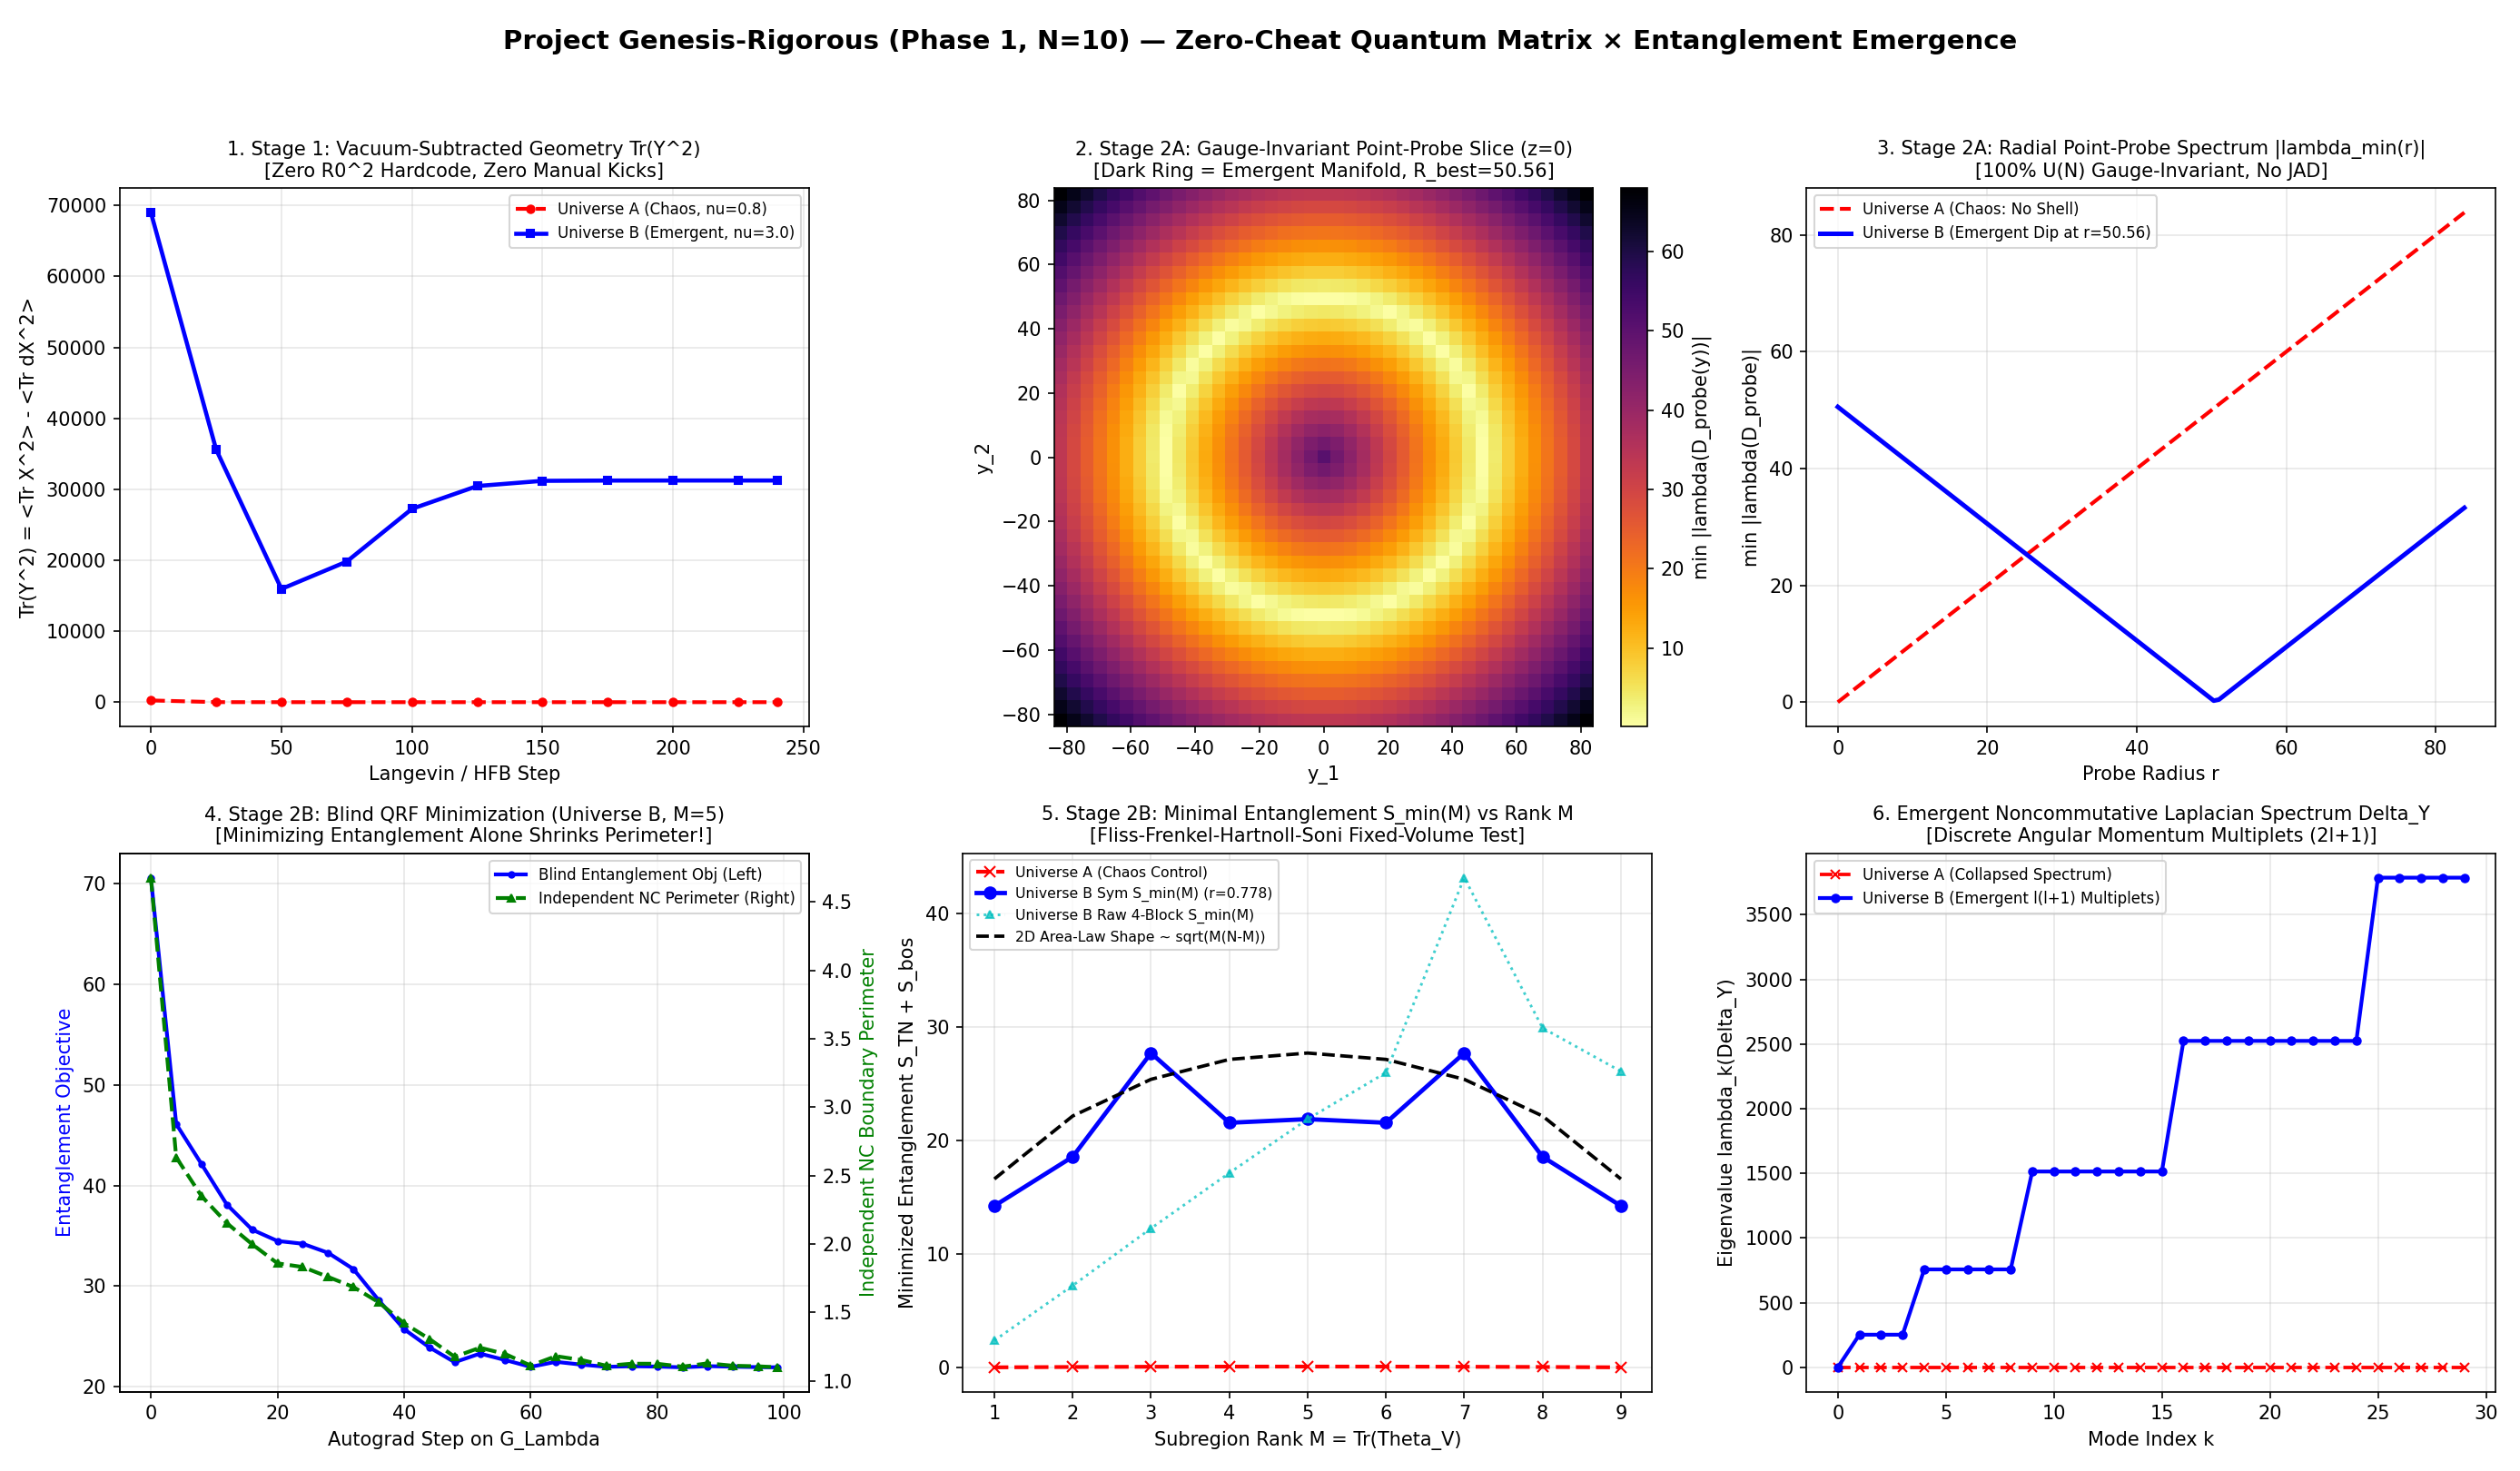 Project Genesis-Rigorous (Phase 1, N=10) — Zero-Cheat Quantum Matrix × Entanglement Emergence
1. Stage 1: Vacuum-Subtracted Geometry Tr(Y^2)
[Zero R0^2 Hardcode, Zero Manual Kicks]
Universe A (Chaos, nu=0.8)
Universe B (Emergent, nu=3.0)
Tr(Y^2) = <Tr X^2> - <Tr dX^2>
70000
60000
50000
40000
30000
20000
10000
0
0 50 100 150 200 250
Langevin / HFB Step
2. Stage 2A: Gauge-Invariant Point-Probe Slice (z=0)
[Dark Ring = Emergent Manifold, R_best=50.56]
y_2
80
60
40
20
0
−20
−40
−60
−80
−80 −60 −40 −20 0 20 40 60 80
y_1
60
50
40
30
20
10
min |lambda(D_probe(y))|
3. Stage 2A: Radial Point-Probe Spectrum |lambda_min(r)|
[100% U(N) Gauge-Invariant, No JAD]
Universe A (Chaos: No Shell)
Universe B (Emergent Dip at r=50.56)
min |lambda(D_probe)|
80
60
40
20
0
0 20 40 60 80
Probe Radius r
4. Stage 2B: Blind QRF Minimization (Universe B, M=5)
[Minimizing Entanglement Alone Shrinks Perimeter!]
Blind Entanglement Obj (Left)
Independent NC Perimeter (Right)
Entanglement Objective
70
60
50
40
30
20
0 20 40 60 80 100
Autograd Step on G_Lambda
4.5
4.0
3.5
3.0
2.5
2.0
1.5
1.0
Independent NC Boundary Perimeter
5. Stage 2B: Minimal Entanglement S_min(M) vs Rank M
[Fliss-Frenkel-Hartnoll-Soni Fixed-Volume Test]
Universe A (Chaos Control)
Universe B Sym S_min(M) (r=0.778)
Universe B Raw 4-Block S_min(M)
2D Area-Law Shape ~ sqrt(M(N-M))
Minimized Entanglement S_TN + S_bos
40
30
20
10
0
1 2 3 4 5 6 7 8 9
Subregion Rank M = Tr(Theta_V)
6. Emergent Noncommutative Laplacian Spectrum Delta_Y
[Discrete Angular Momentum Multiplets (2l+1)]
Universe A (Collapsed Spectrum)
Universe B (Emergent l(l+1) Multiplets)
Eigenvalue lambda_k(Delta_Y)
3500
3000
2500
2000
1500
1000
500
0
0 5 10 15 20 25 30
Mode Index k